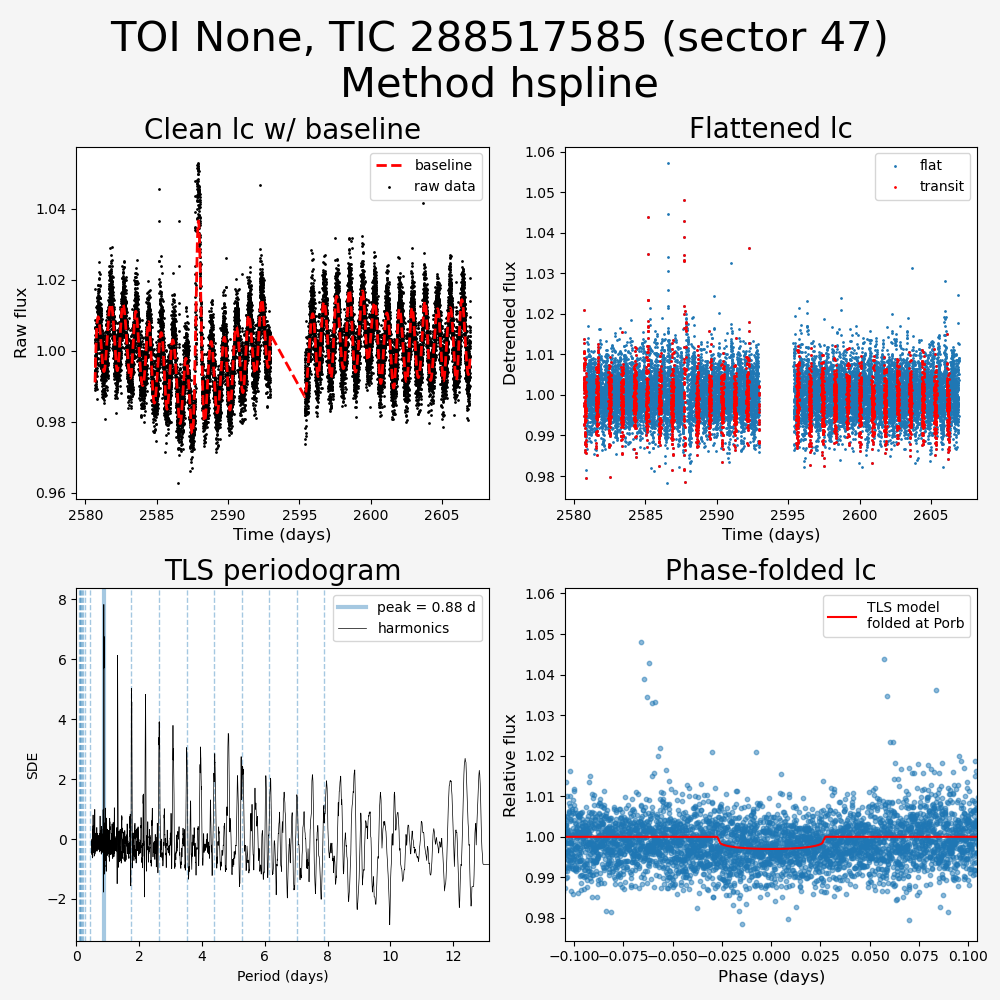 TOI None, TIC 288517585 (sector 47)
Method hspline
Clean lc w/ baseline
Raw flux
1.04
1.02
1.00
0.98
0.96
baseline
raw data
2580
2585
2590
2595
2600
2605
Time (days)
Flattened lc
Detrended flux
1.06
1.05
1.04
1.03
1.02
1.01
1.00
0.99
0.98
flat
transit
2580
2585
2590
2595
2600
2605
Time (days)
TLS periodogram
SDE
8
6
4
2
0
−2
peak = 0.88 d
harmonics
0
2
4
6
8
10
12
Period (days)
Phase-folded lc
Relative flux
1.06
1.05
1.04
1.03
1.02
1.01
1.00
0.99
0.98
TLS model
folded at Porb
−0.100
−0.075
−0.050
−0.025
0.000
0.025
0.050
0.075
0.100
Phase (days)